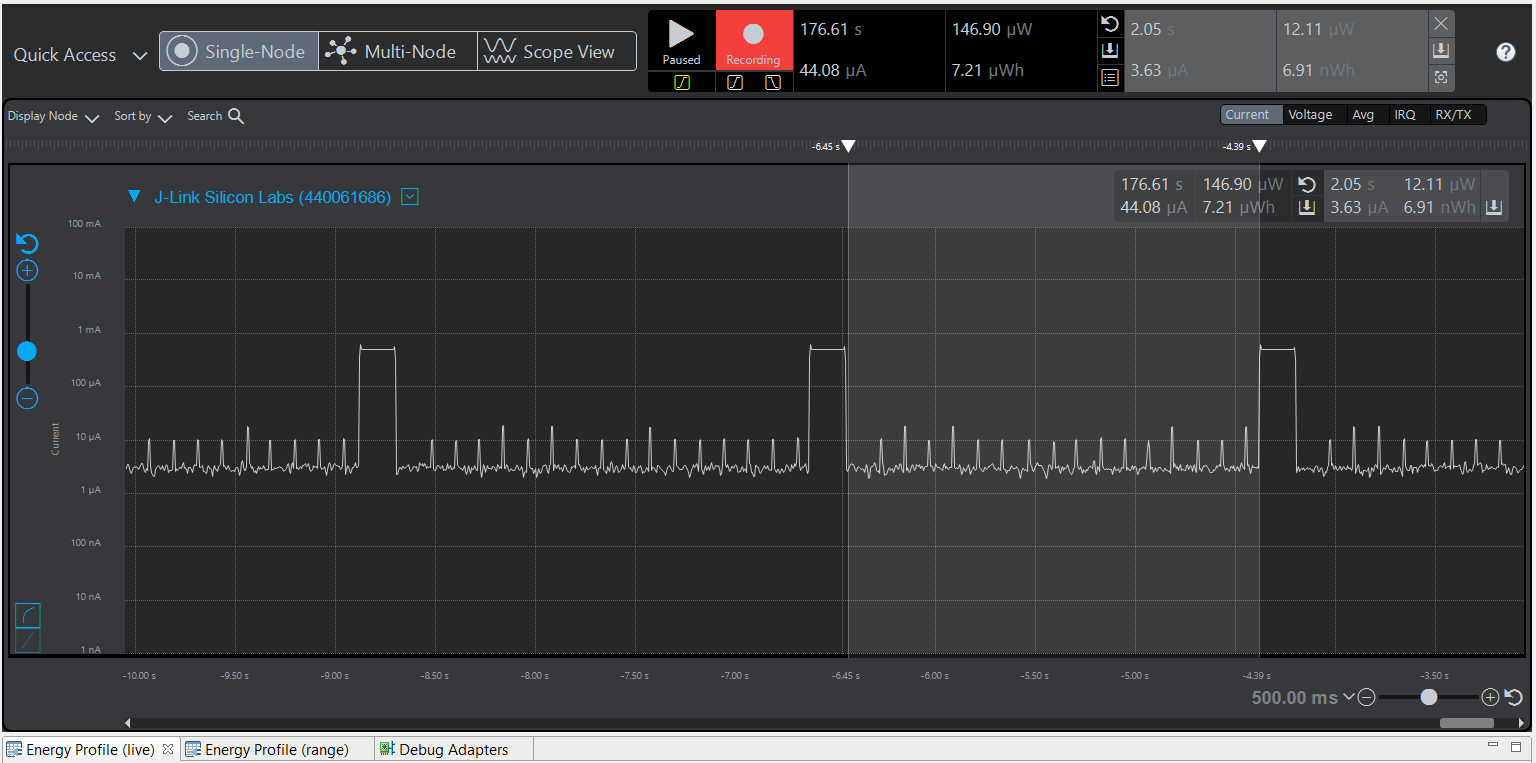 Quick Access Single-Node Multi-Node Scope View
Paused Recording
176.61 s 146.90 µW 2.05 s 12.11 µW
44.08 µA 7.21 µWh 3.63 µA 6.91 nWh
Display Node Sort by Search
Current Voltage Avg IRQ RX/TX
-6.45 s -4.39 s
J-Link Silicon Labs (440061686)
176.61 s 146.90 µW 2.05 s 12.11 µW
44.08 µA 7.21 µWh 3.63 µA 6.91 nWh
100 mA
10 mA
1 mA
100 µA
10 µA
1 µA
100 nA
10 nA
1 nA
Current
-10.00 s -9.50 s -9.00 s -8.50 s -8.00 s -7.50 s -7.00 s -6.45 s -6.00 s -5.00 s -5.00 s -4.39 s -3.50 s
500.00 ms
Energy Profile (live) Energy Profile (range) Debug Adapters